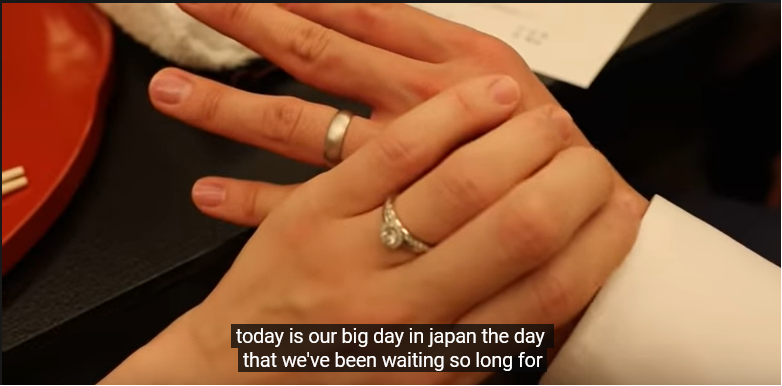 today is our big day in japan the day
that we've been waiting so long for